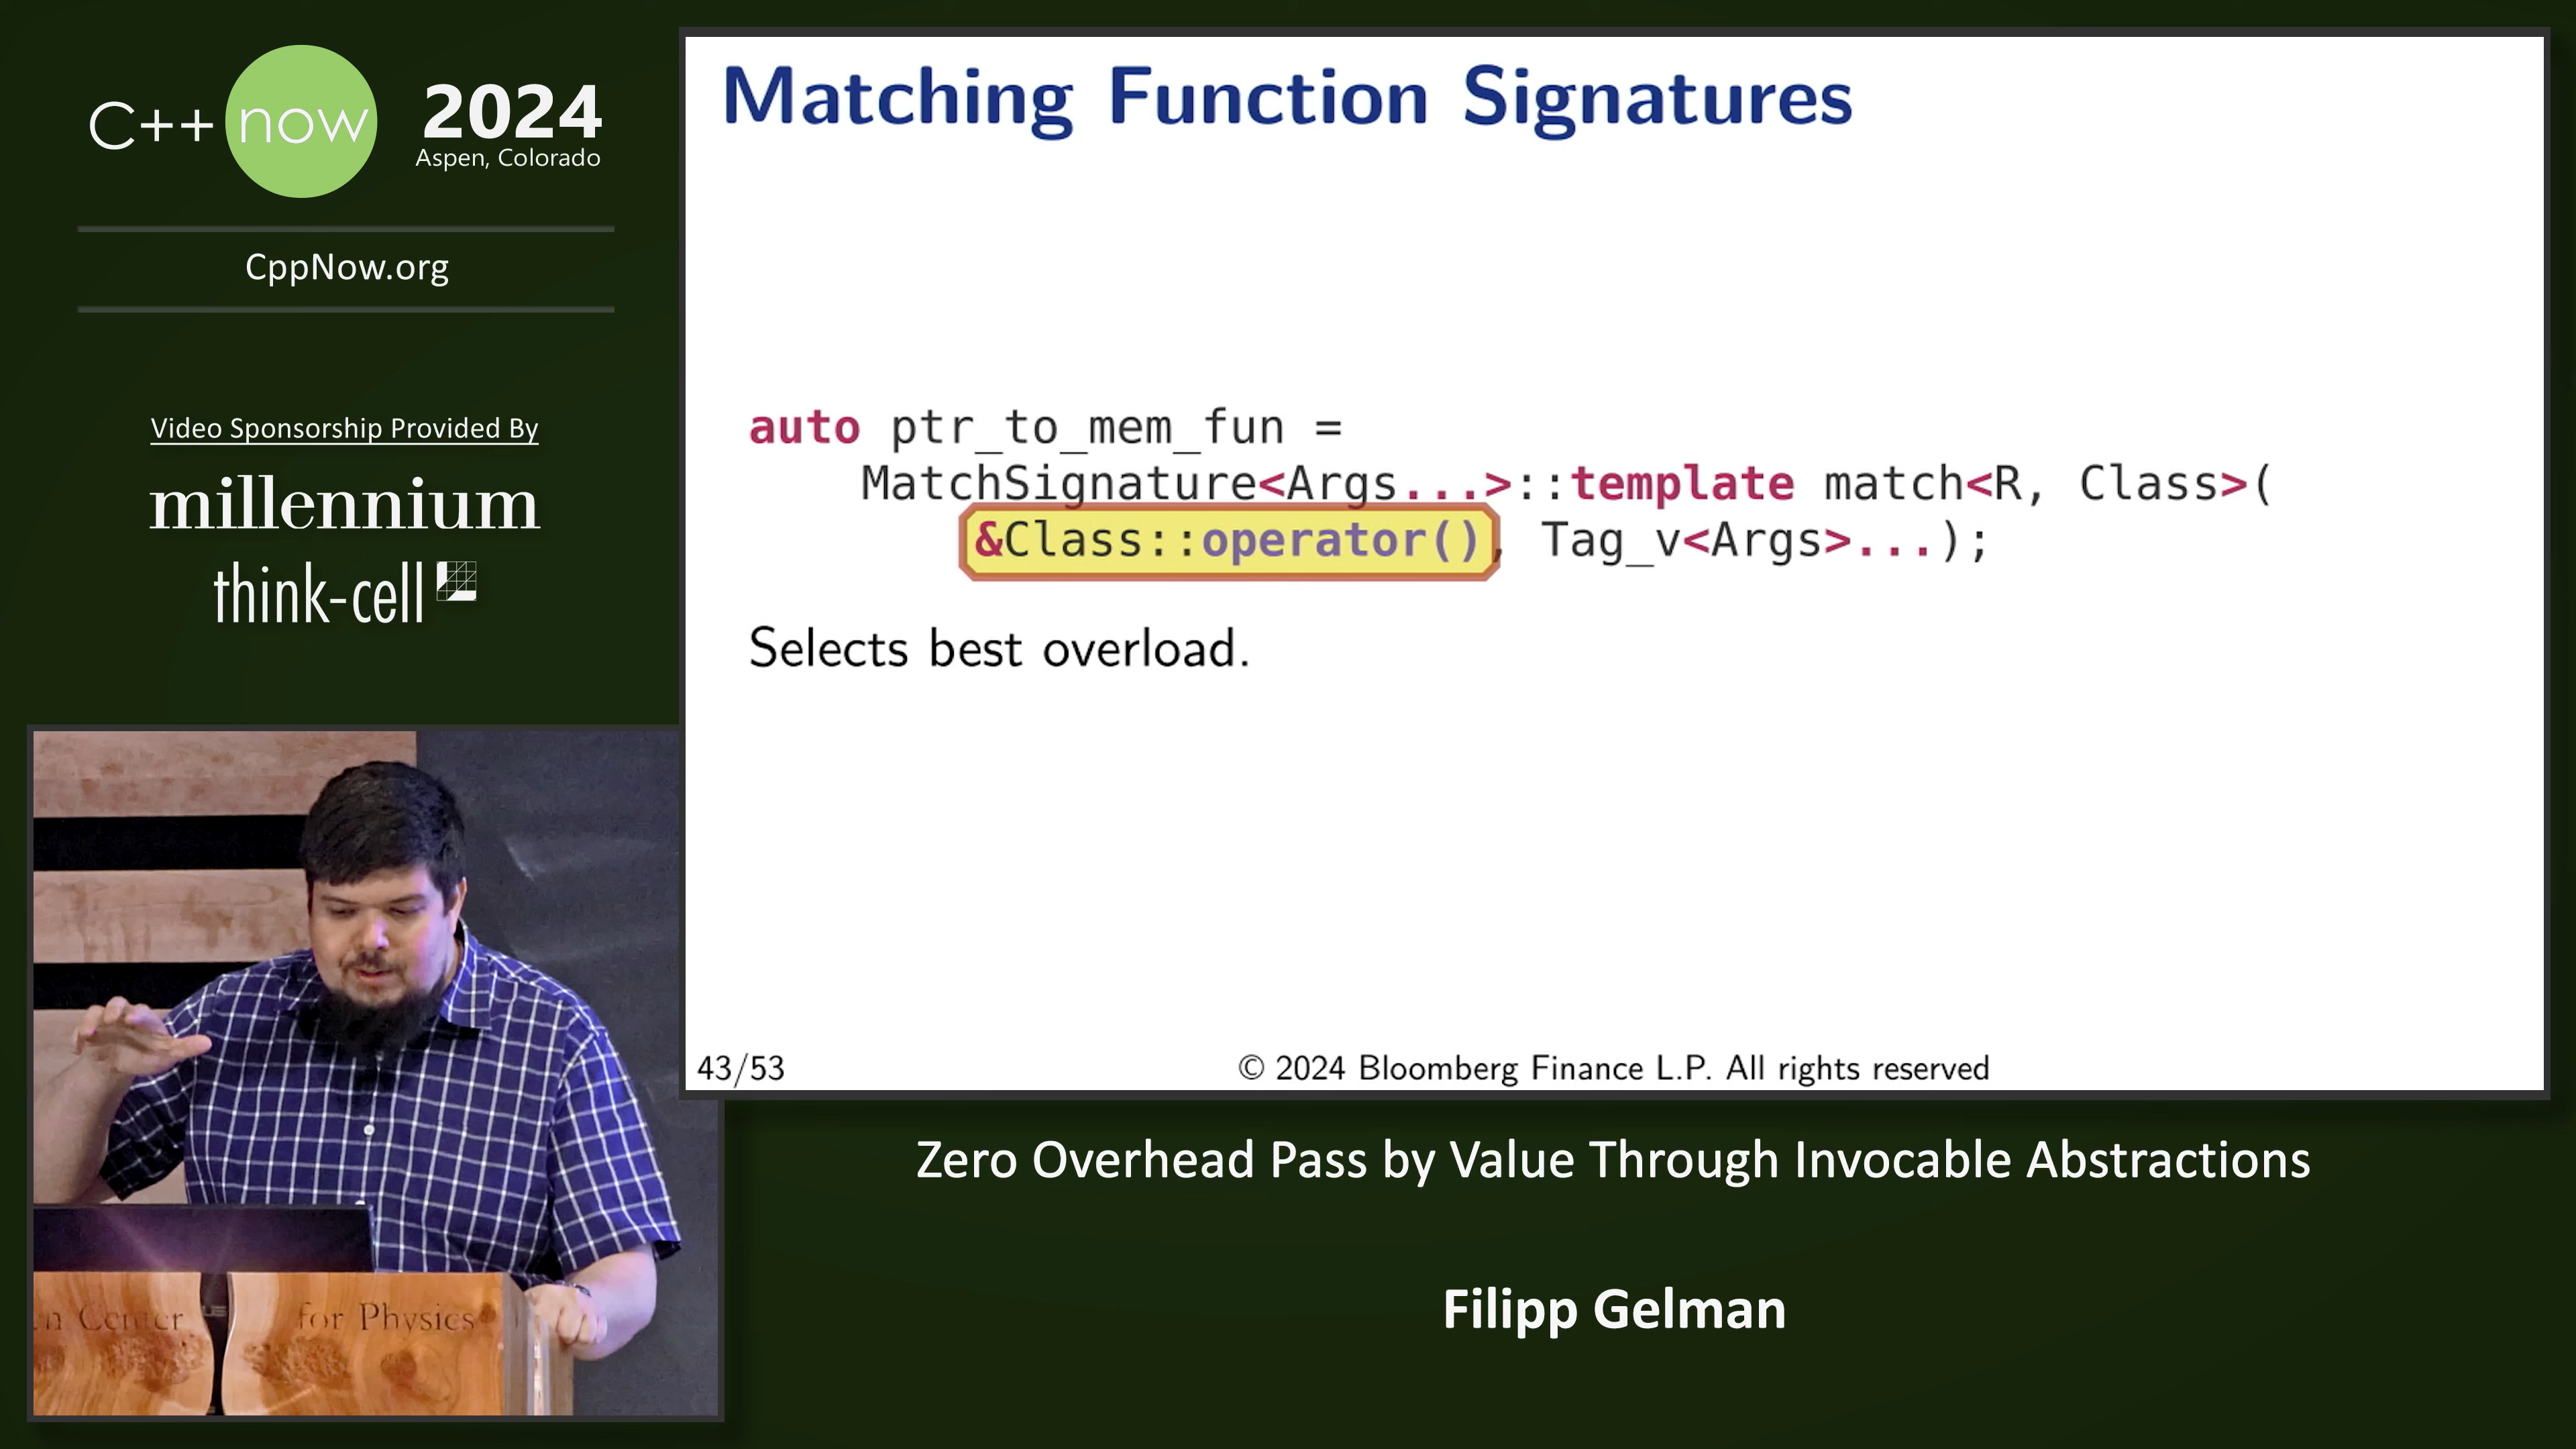 C++ now
2024
Aspen, Colorado
CppNow.org
Video Sponsorship Provided By
millennium
think-cell
Matching Function Signatures
auto ptr_to_mem_fun =
MatchSignature<Args...>::template match<R, Class>(
&Class::operator(), Tag_v<Args>...);
Selects best overload.
43/53
© 2024 Bloomberg Finance L.P. All rights reserved
Center
for Physics
Zero Overhead Pass by Value Through Invocable Abstractions
Filipp Gelman